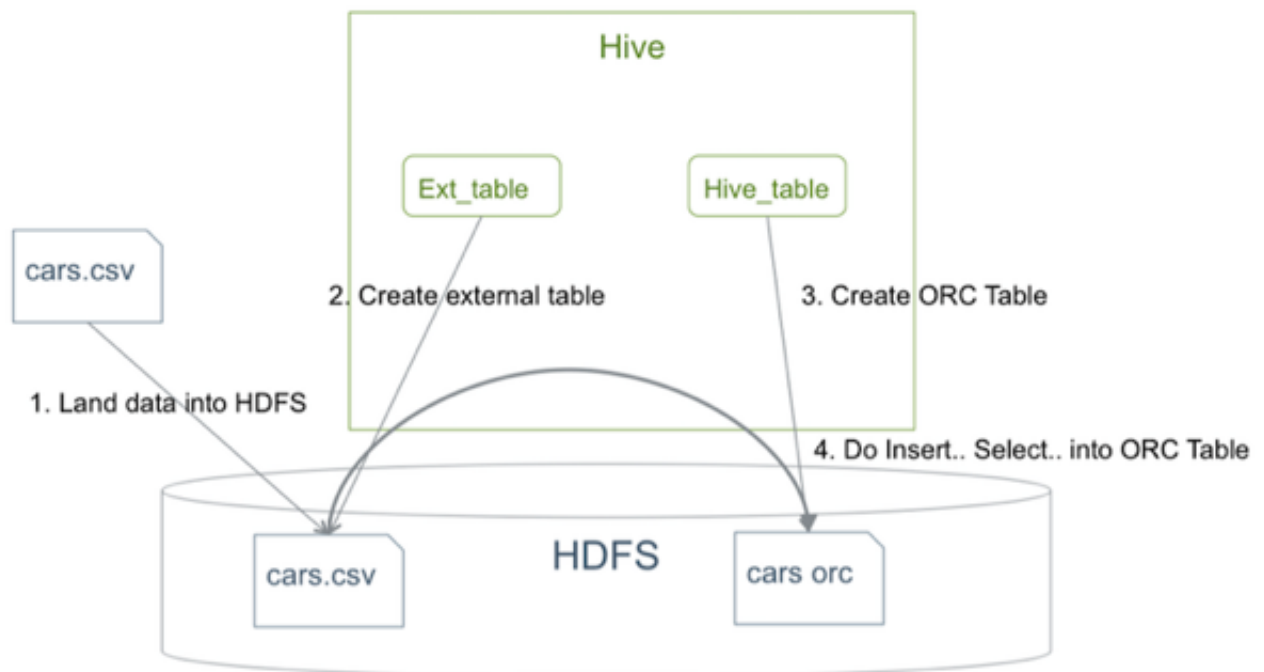 Hive
Ext_table
Hive_table
cars.csv
2. Create external table
3. Create ORC Table
1. Land data into HDFS
4. Do Insert.. Select.. into ORC Table
HDFS
cars.csv
cars orc